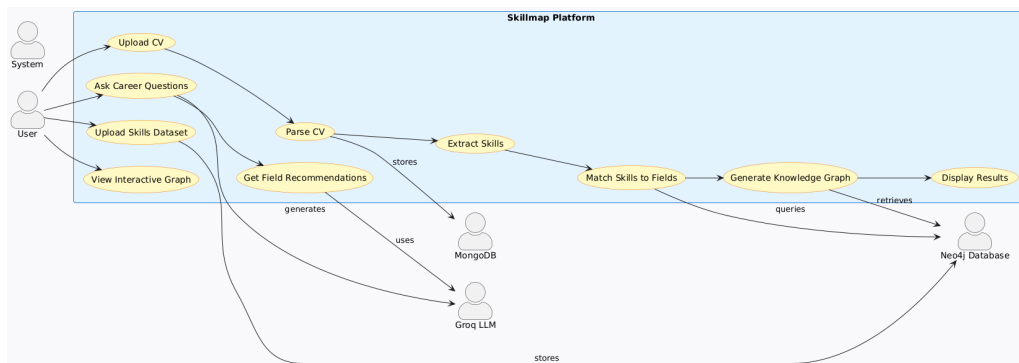 Skillmap Platform
System
Upload CV
Ask Career Questions
User
Upload Skills Dataset
Parse CV
Extract Skills
stores
View Interactive Graph
Get Field Recommendations
Match Skills to Fields
Generate Knowledge Graph
Display Results
retrieves
generates
queries
uses
MongoDB
Neo4j Database
Groq LLM
stores